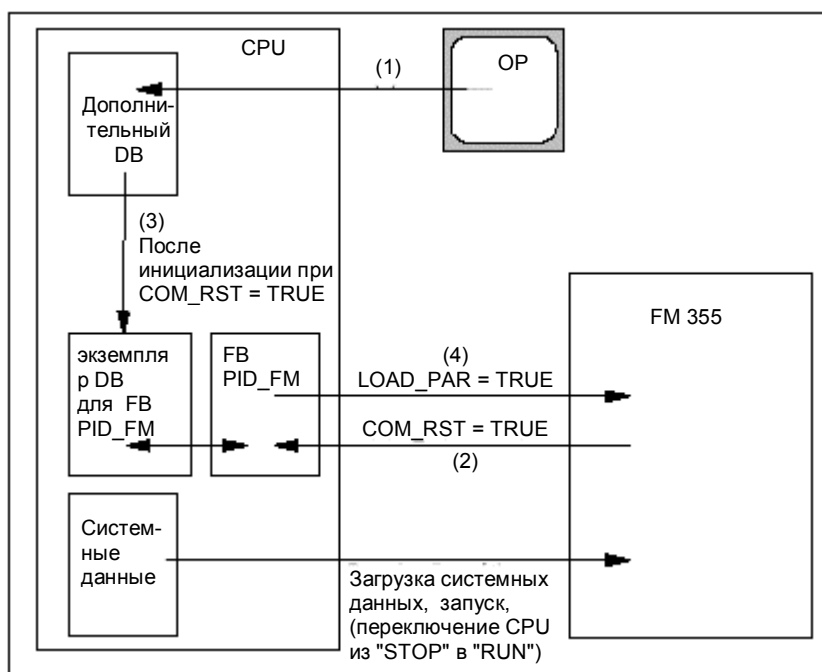 CPU
OP
(1)
Дополни-
тельный
DB
(3)
После
инициализации при
COM_RST = TRUE
FM 355
экземпля
р DB
для FB
PID_FM
FB
PID_FM
(4)
LOAD_PAR = TRUE
COM_RST = TRUE
(2)
Систем-
ные
данные
Загрузка системных
данных, запуск,
(переключение CPU
из "STOP" в "RUN")